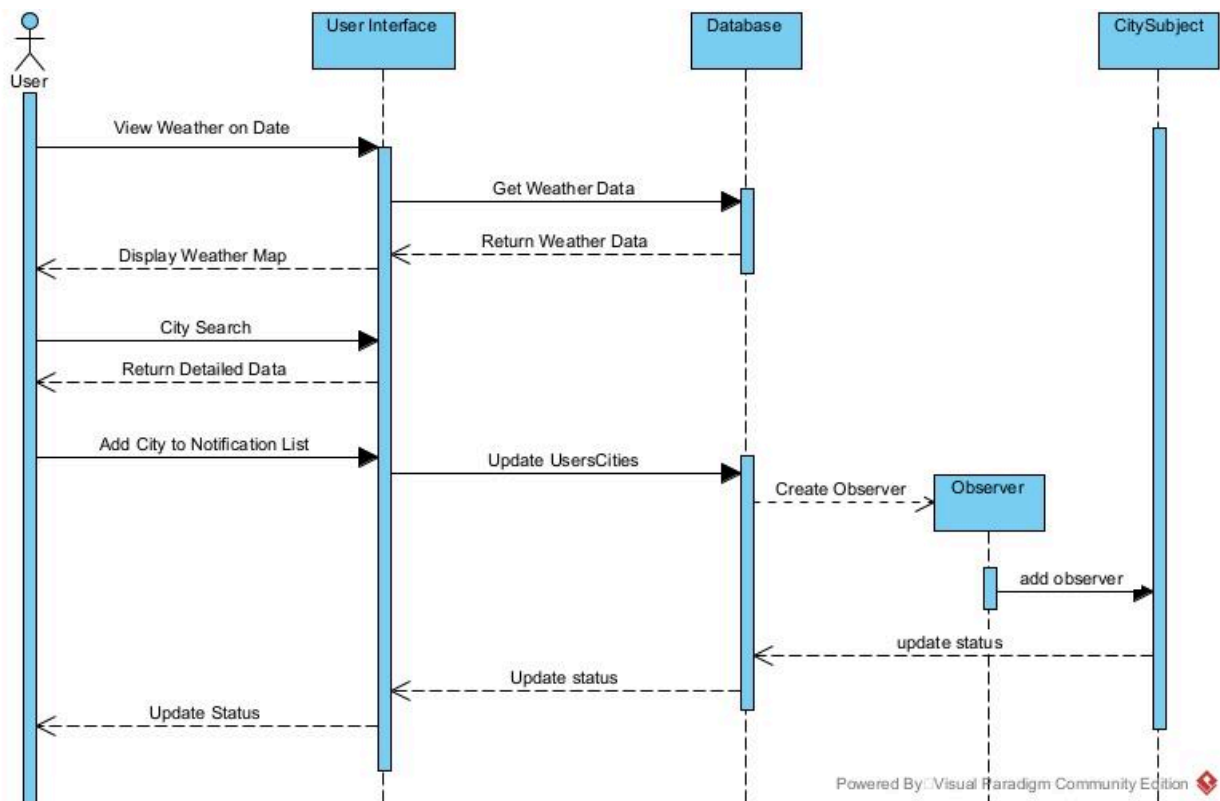 User Interface
Database
CitySubject
User
View Weather on Date
Get Weather Data
Return Weather Data
Display Weather Map
City Search
Return Detailed Data
Add City to Notification List
Update UsersCities
Create Observer
Observer
add observer
update status
Update status
Update Status
Powered By Visual Paradigm Community Edition